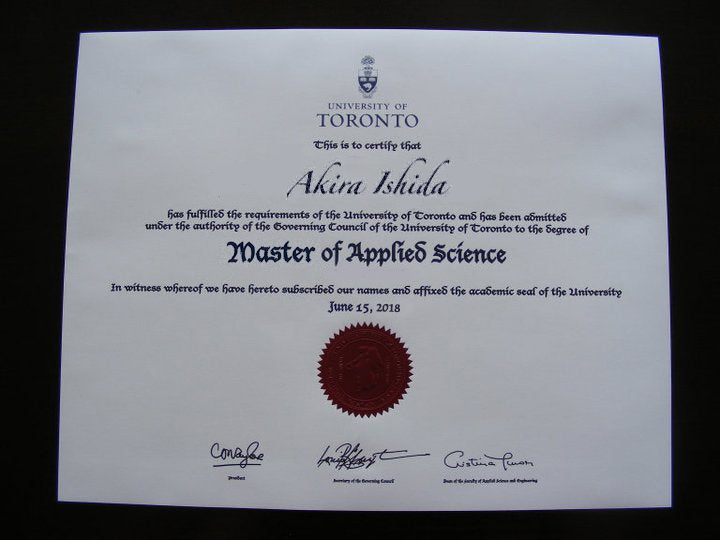 UNIVERSITY OF
TORONTO
This is to certify that
Akira Ishida
has fulfilled the requirements of the University of Toronto and has been admitted
under the authority of the Governing Council of the University of Toronto to the degree of
Master of Applied Science
In witness whereof we have hereto subscribed our names and affixed the academic seal of the University
June 15, 2018
President
Secretary of the Governing Council
Dean of the Faculty of Applied Science and Engineering